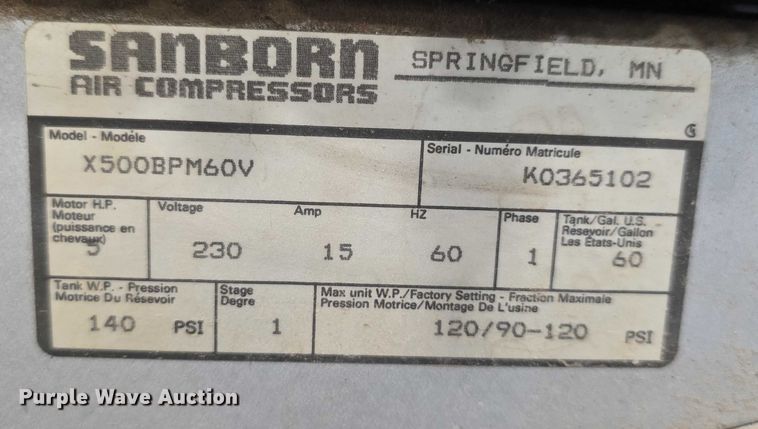 SANBORN
AIR COMPRESSORS
SPRINGFIELD, MN
G
Model - Modéle
X500BPM60V
Serial - Numéro Matricule
K0365102
Motor H.P.
Moteur
(puissance en
chevaux)
5
Voltage
230
Amp
15
HZ
60
Phase
1
Tank/Gal. U.S.
Resevoir/Gallon
Les États-Unis
60
Tank W.P. - Pression
Motrice Du Résevoir
140 PSI
Stage
Degre
1
Max unit W.P./Factory Setting - Fraction Maximale
Pression Motrice/Montage De L'usine
120/90-120 PSI
Purple Wave Auction